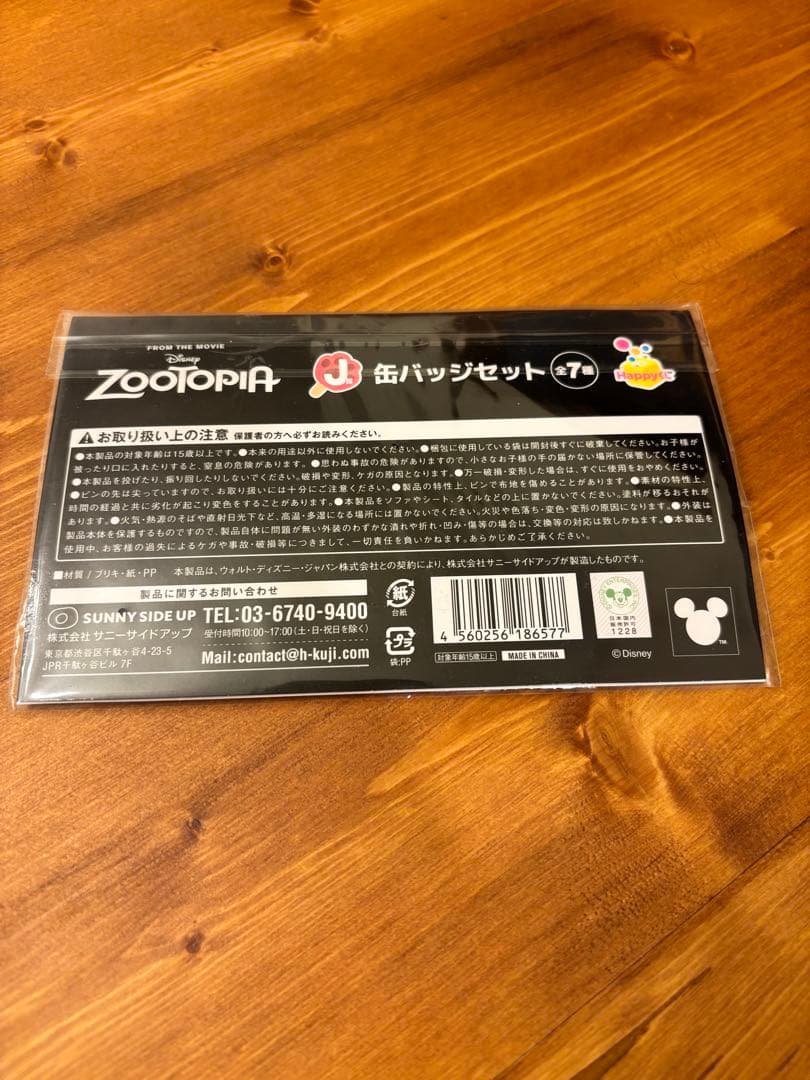 FROM THE MOVIE
Disney
ZOOTOPIA
J賞 缶バッジセット 全7種 Happyくじ
お取り扱い上の注意 保護者の方へ必ずお読みください。
●本製品の対象年齢は15歳以上です。●本来の用途以外に使用しないでください。●梱包に使用している袋は開封後すぐに破棄してください。お子様が
被ったり口に入れたりすると、窒息の危険があります。●思わぬ事故の危険がありますので、小さなお子様の手の届かない場所に保管してください。
●本製品を投げたり、振り回したりしないでください。破損や変形、ケガの原因となります。●万一破損・変形した場合は、すぐに使用をおやめください。
●ピンの先は尖っていますので、お取り扱いには十分にご注意ください。●製品の特性上、ピンで布地を傷めることがあります。●素材の特性上、
時間の経過と共に劣化が起こり変色をすることがあります。●本製品をソファやシート、タイルなどの上に置かないでください。塗料が移るおそれが
あります。●火気・熱源のそばや直射日光下など、高温・多湿になる場所には置かないでください。火災や色落ち・変色・変形の原因になります。●外装は
製品本体を保護するものですので、製品自体に問題が無い外装のわずかな潰れや折れ・凹み・傷等の場合は、交換等の対応は致しかねます。●本製品を
使用中、お客様の過失によるケガや事故・破損等につきまして、一切責任を負いかねます。あらかじめご了承ください。
■材質 / ブリキ・紙・PP 本製品は、ウォルト・ディズニー・ジャパン株式会社との契約により、株式会社サニーサイドアップが製造したものです。
製品に関するお問い合わせ
SUNNY SIDE UP
株式会社 サニーサイドアップ
東京都渋谷区千駄ヶ谷4-23-5
JPR千駄ヶ谷ビル 7F
TEL:03-6740-9400
受付時間10:00-17:00(土・日・祝日を除く)
Mail:contact@h-kuji.com
紙
台紙
プラ
袋:PP
4 560256 186577
対象年齢15歳以上 MADE IN CHINA
日本国内
販売許可
1228
©Disney
TM